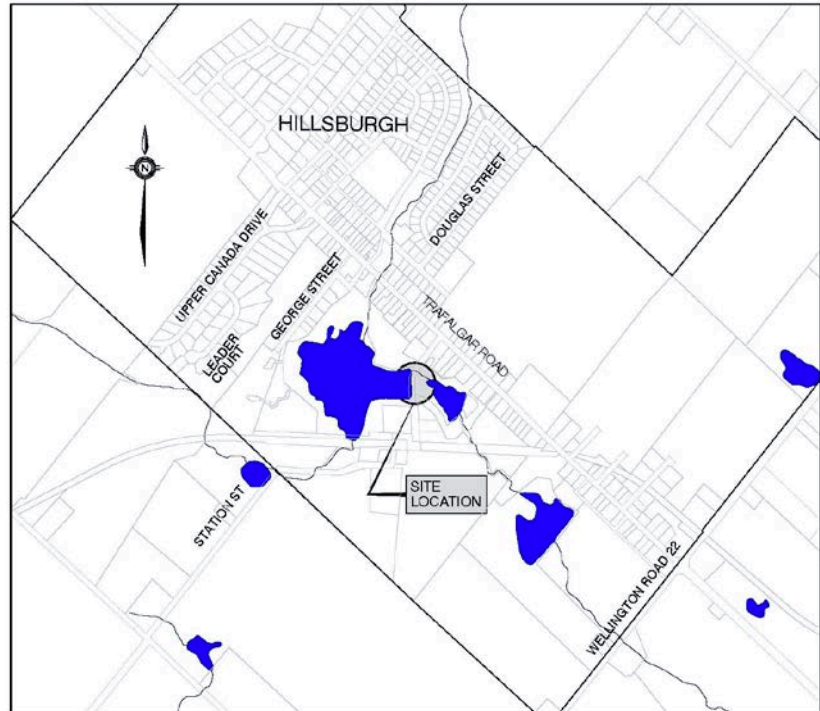 HILLSBURGH
N
DOUGLAS STREET
UPPER CANADA DRIVE
GEORGE STREET
TRAFALGAR ROAD
LEADER
COURT
SITE
LOCATION
STATION ST
WELLINGTON ROAD 22